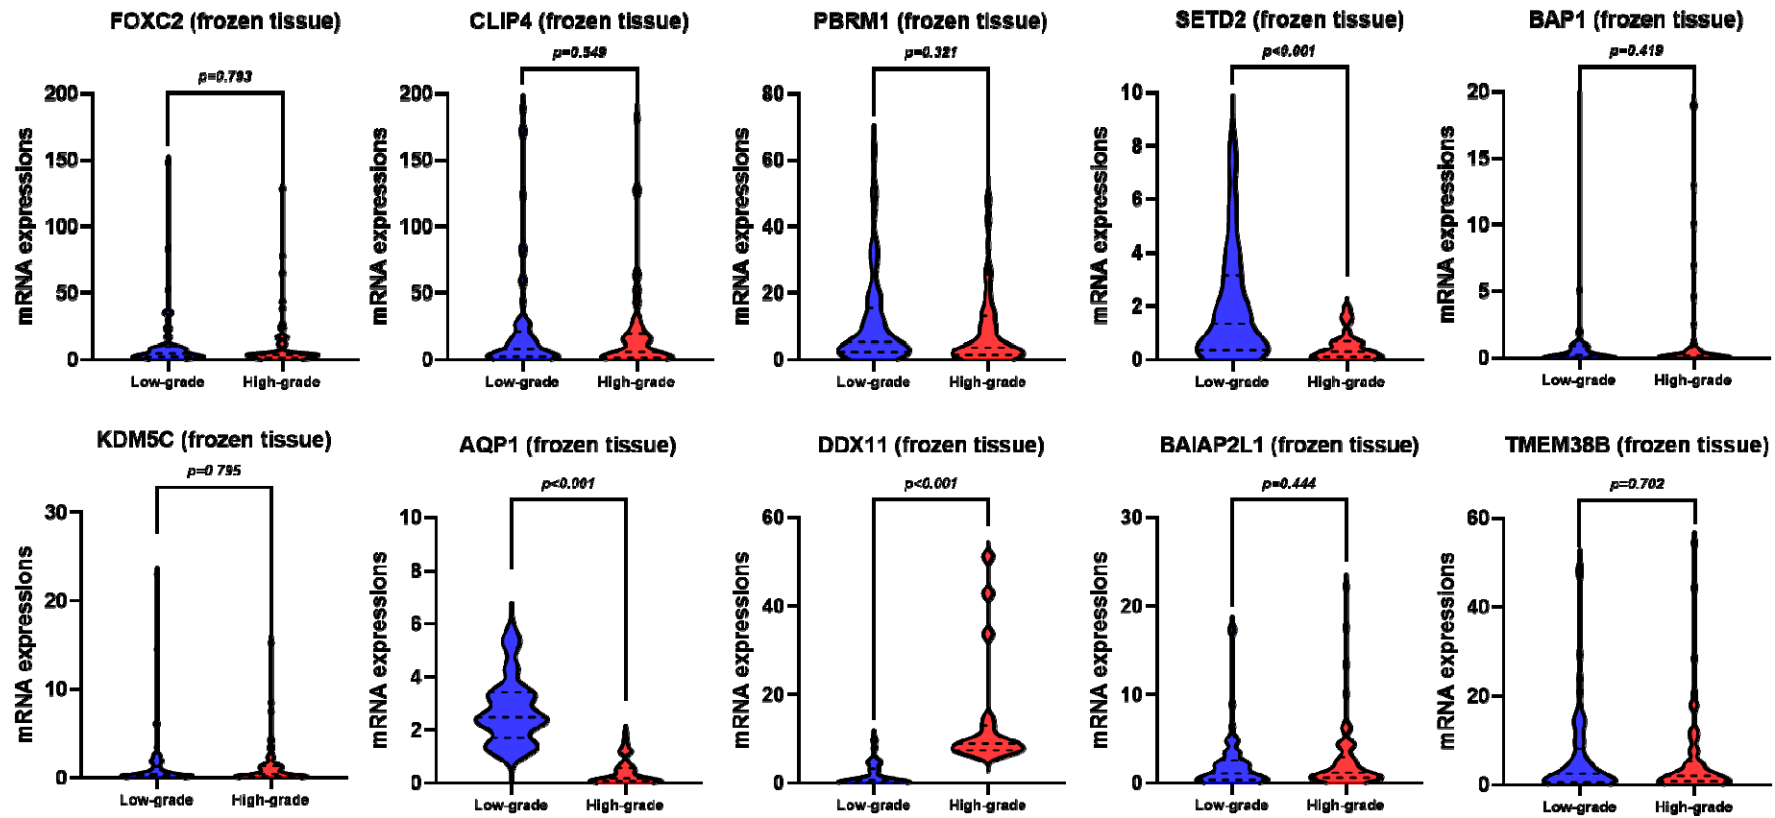 FOXC2 (frozen tissue)
p=0.793
mRNA expressions
200
150
100
50
0
Low-grade
High-grade
CLIP4 (frozen tissue)
p=0.549
mRNA expressions
200
150
100
50
0
Low-grade
High-grade
PBRM1 (frozen tissue)
p=0.321
mRNA expressions
80
60
40
20
0
Low-grade
High-grade
SETD2 (frozen tissue)
p<0.001
mRNA expressions
10
8
6
4
2
0
Low-grade
High-grade
BAP1 (frozen tissue)
p=0.419
mRNA expressions
20
15
10
5
0
Low-grade
High-grade
KDM5C (frozen tissue)
p=0.795
mRNA expressions
30
20
10
0
Low-grade
High-grade
AQP1 (frozen tissue)
p<0.001
mRNA expressions
10
8
6
4
2
0
Low-grade
High-grade
DDX11 (frozen tissue)
p<0.001
mRNA expressions
60
40
20
0
Low-grade
High-grade
BAIAP2L1 (frozen tissue)
p=0.444
mRNA expressions
30
20
10
0
Low-grade
High-grade
TMEM38B (frozen tissue)
p=0.702
mRNA expressions
60
40
20
0
Low-grade
High-grade